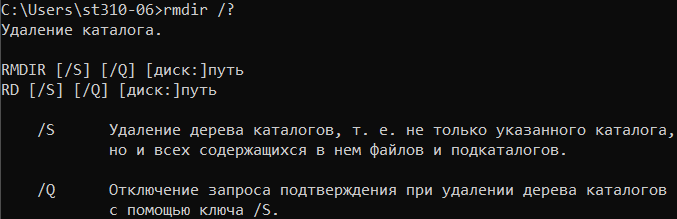 C:\Users\st310-06>rmdir /?
Удаление каталога.
RMDIR [/S] [/Q] [диск:]путь
RD [/S] [/Q] [диск:]путь
/S Удаление дерева каталогов, т. е. не только указанного каталога,
но и всех содержащихся в нем файлов и подкаталогов.
/Q Отключение запроса подтверждения при удалении дерева каталогов
с помощью ключа /S.